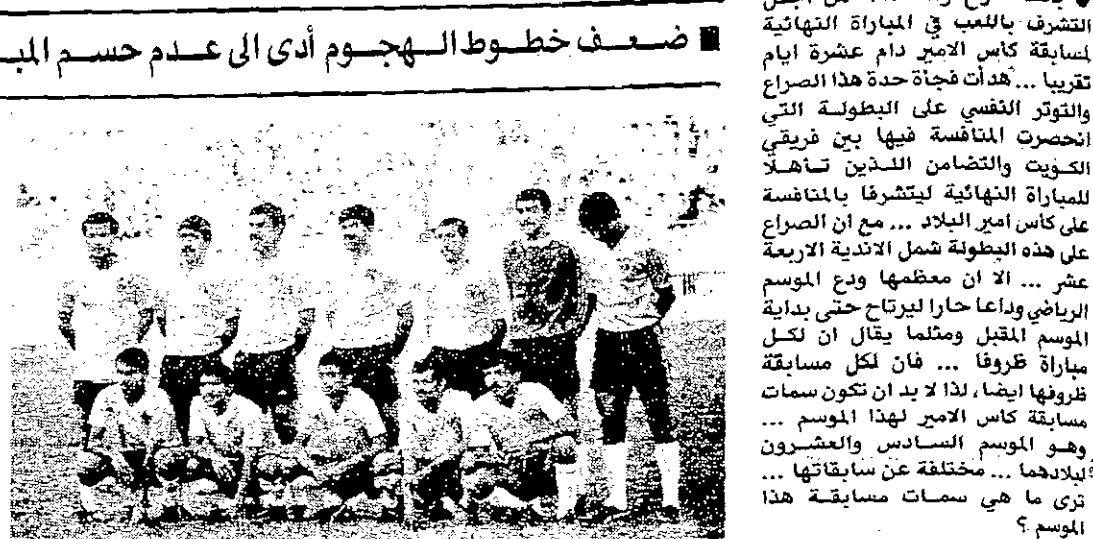 ■ ضعف خطوط الهجوم أدى الى عدم حسم المبـ
التشرف باللعب في المباراة النهائية
لمسابقة كأس الامير دام عشرة ايام
تقريبا ... هدأت فجأة حدة هذا الصراع
والتوتر النفسي على البطولة التي
انحصرت المنافسة فيها بين فريقي
الكويت والتضامن اللذين تأهلا
للمباراة النهائية ليتشرفا بالمنافسة
على كأس امير البلاد ... مع ان الصراع
على هذه البطولة شمل الاندية الاربعة
عشر ... الا ان معظمها ودع الموسم
الرياضي وداعا حارا ليرتاح حتى بداية
الموسم المقبل ومثلما يقال ان لكل
مباراة ظروفا ... فان لكل مسابقة
ظروفها ايضا، لذا لا بد ان تكون سمات
مسابقة كاس الامير لهذا الموسم ...
وهو الموسم السادس والعشرون
لبلادهما ... مختلفة عن سابقاتها ...
ترى ما هي سمات مسابقة هذا
الموسم ؟